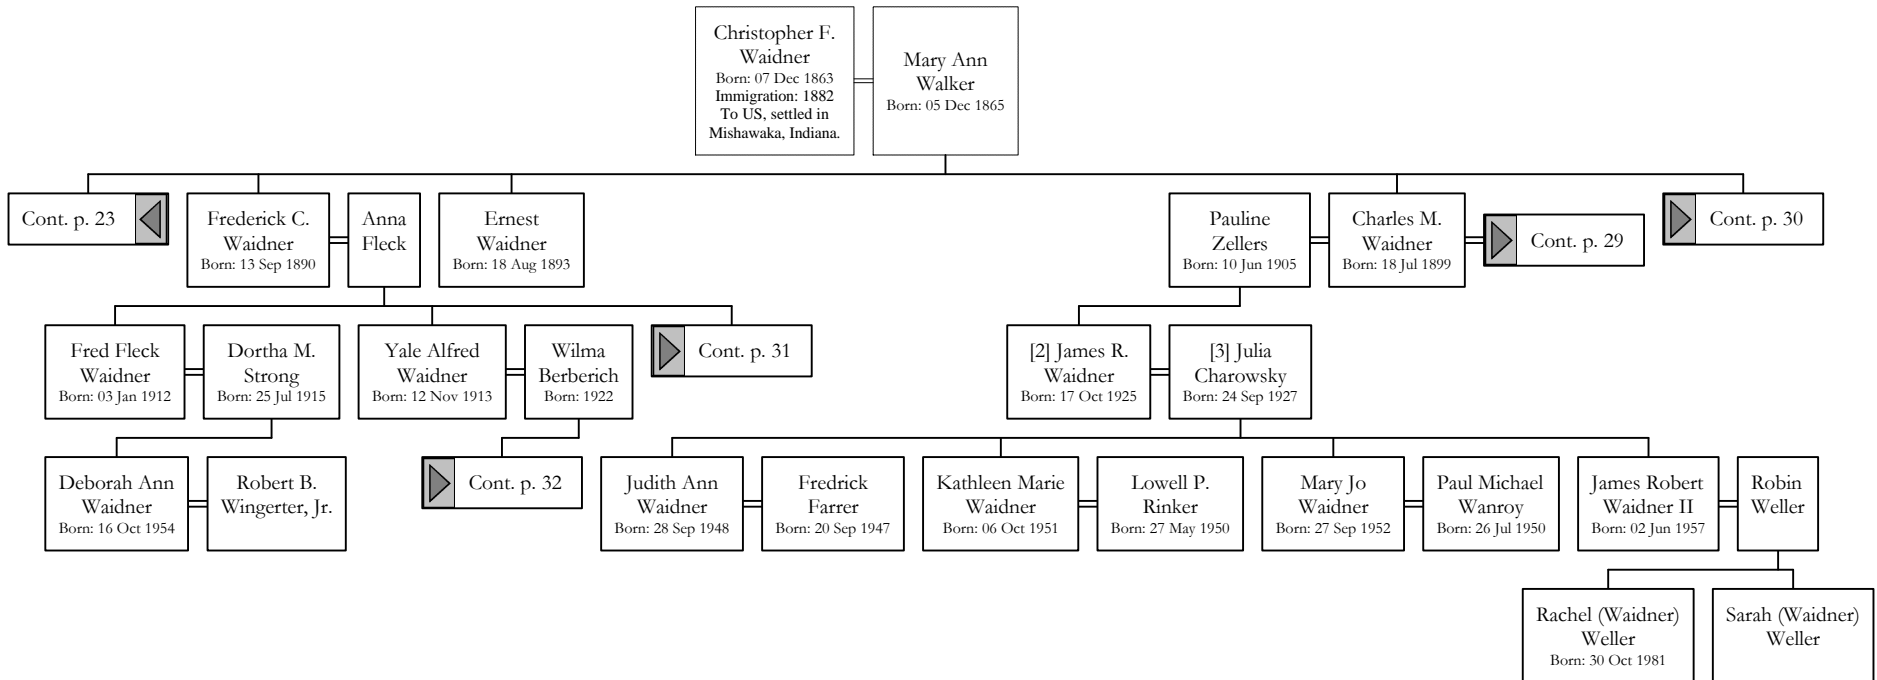 Christopher F.
Waidner
Born: 07 Dec 1863
Immigration: 1882
To US, settled in
Mishawaka, Indiana.
Mary Ann
Walker
Born: 05 Dec 1865
Cont. p. 23
Frederick C.
Waidner
Born: 13 Sep 1890
Anna
Fleck
Ernest
Waidner
Born: 18 Aug 1893
Pauline
Zellers
Born: 10 Jun 1905
Charles M.
Waidner
Born: 18 Jul 1899
Cont. p. 29
Cont. p. 30
Fred Fleck
Waidner
Born: 03 Jan 1912
Dortha M.
Strong
Born: 25 Jul 1915
Yale Alfred
Waidner
Born: 12 Nov 1913
Wilma
Berberich
Born: 1922
Cont. p. 31
[2] James R.
Waidner
Born: 17 Oct 1925
[3] Julia
Charowsky
Born: 24 Sep 1927
Deborah Ann
Waidner
Born: 16 Oct 1954
Robert B.
Wingerter, Jr.
Cont. p. 32
Judith Ann
Waidner
Born: 28 Sep 1948
Fredrick
Farrer
Born: 20 Sep 1947
Kathleen Marie
Waidner
Born: 06 Oct 1951
Lowell P.
Rinker
Born: 27 May 1950
Mary Jo
Waidner
Born: 27 Sep 1952
Paul Michael
Wanroy
Born: 26 Jul 1950
James Robert
Waidner II
Born: 02 Jun 1957
Robin
Weller
Rachel (Waidner)
Weller
Born: 30 Oct 1981
Sarah (Waidner)
Weller